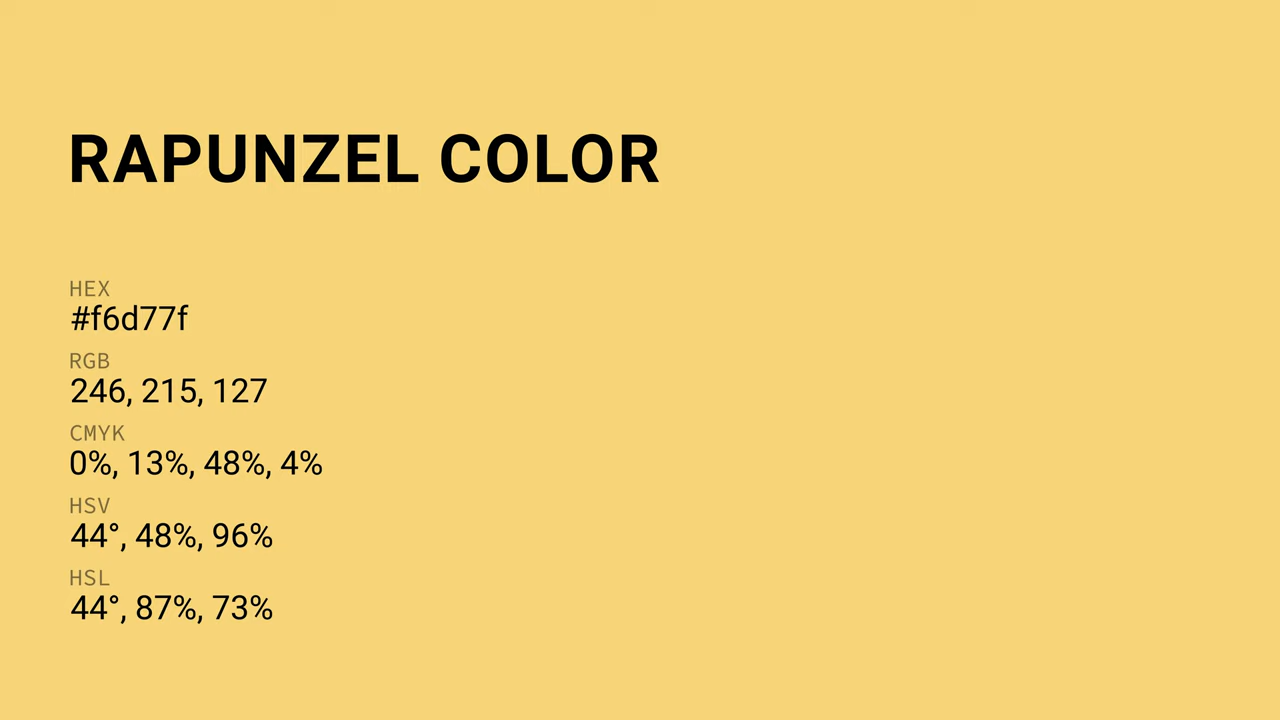 RAPUNZEL COLOR
HEX
#f6d77f
RGB
246, 215, 127
CMYK
0%, 13%, 48%, 4%
HSV
44°, 48%, 96%
HSL
44°, 87%, 73%